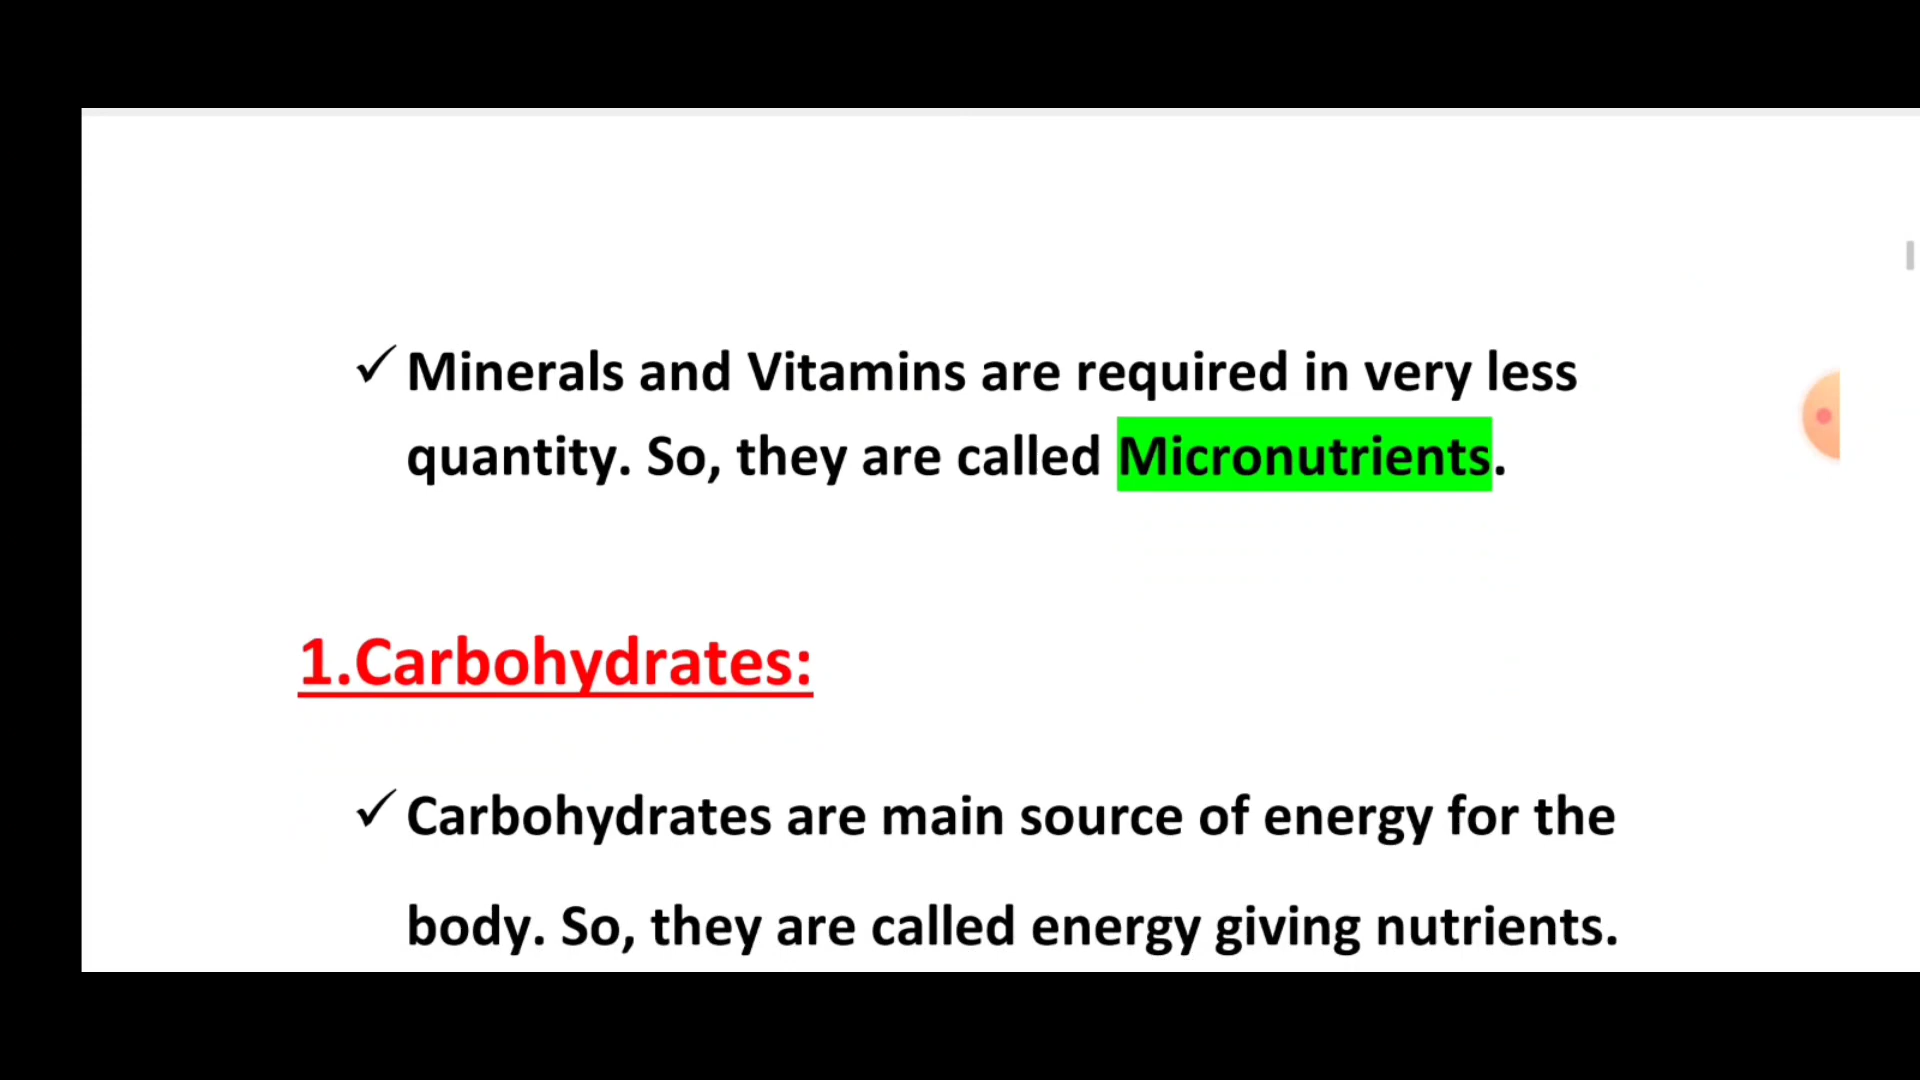 ✓ Minerals and Vitamins are required in very less
quantity. So, they are called Micronutrients.
1.Carbohydrates:
✓ Carbohydrates are main source of energy for the
body. So, they are called energy giving nutrients.